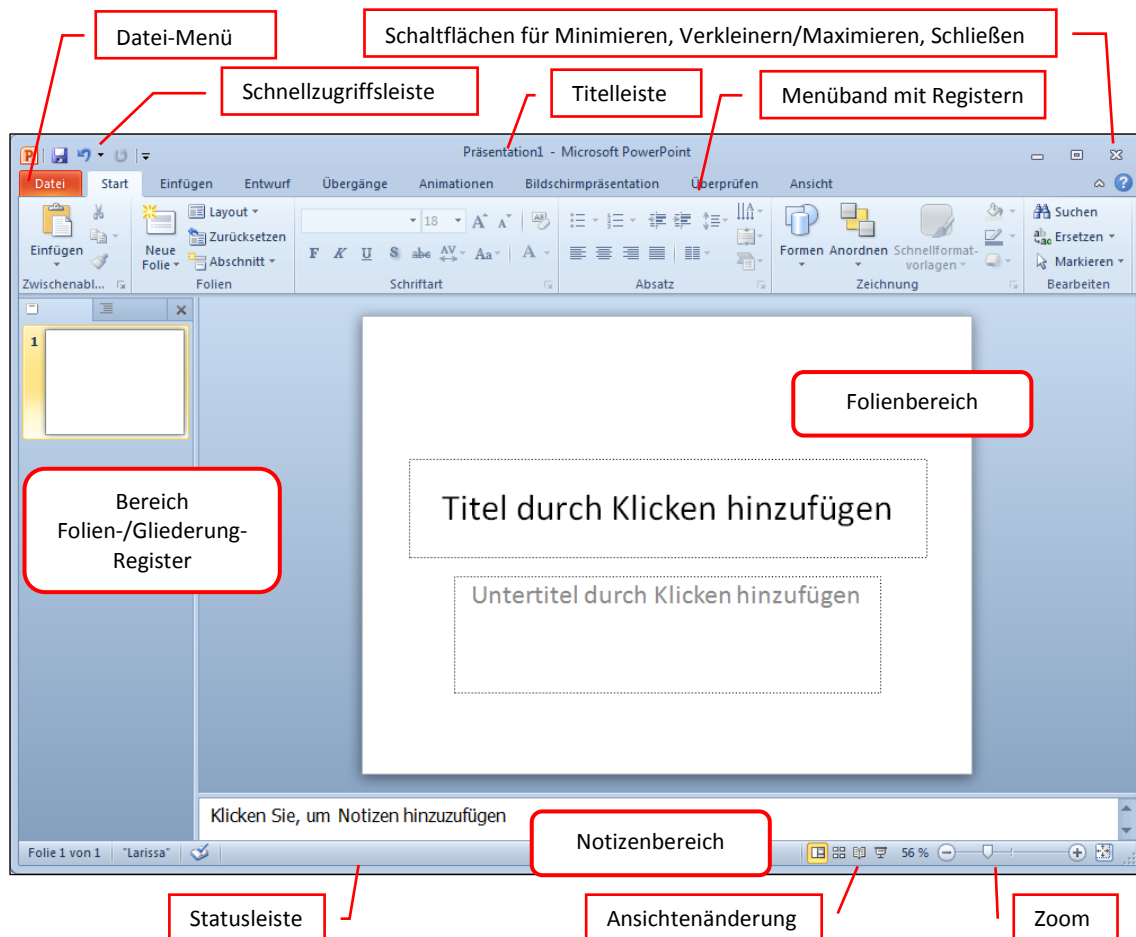 Datei-Menü
Schaltflächen für Minimieren, Verkleinern/Maximieren, Schließen
Schnellzugriffsleiste
Titelleiste
Menüband mit Registern
Präsentation1 - Microsoft PowerPoint
Datei Start Einfügen Entwurf Übergänge Animationen Bildschirmpräsentation Überprüfen Ansicht
Einfügen
Neue
Folie
Layout
Zurücksetzen
Abschnitt
18 A A
F K U S abc AV Aa A
Formen Anordnen Schnellformat-
vorlagen
Suchen
Ersetzen
Markieren
Zwischenabl... Folien Schriftart Absatz Zeichnung Bearbeiten
1
Folienbereich
Bereich
Folien-/Gliederung-
Register
Titel durch Klicken hinzufügen
Untertitel durch Klicken hinzufügen
Klicken Sie, um Notizen hinzuzufügen
Notizenbereich
Folie 1 von 1 "Larissa" 56 %
Statusleiste
Ansichtenänderung
Zoom